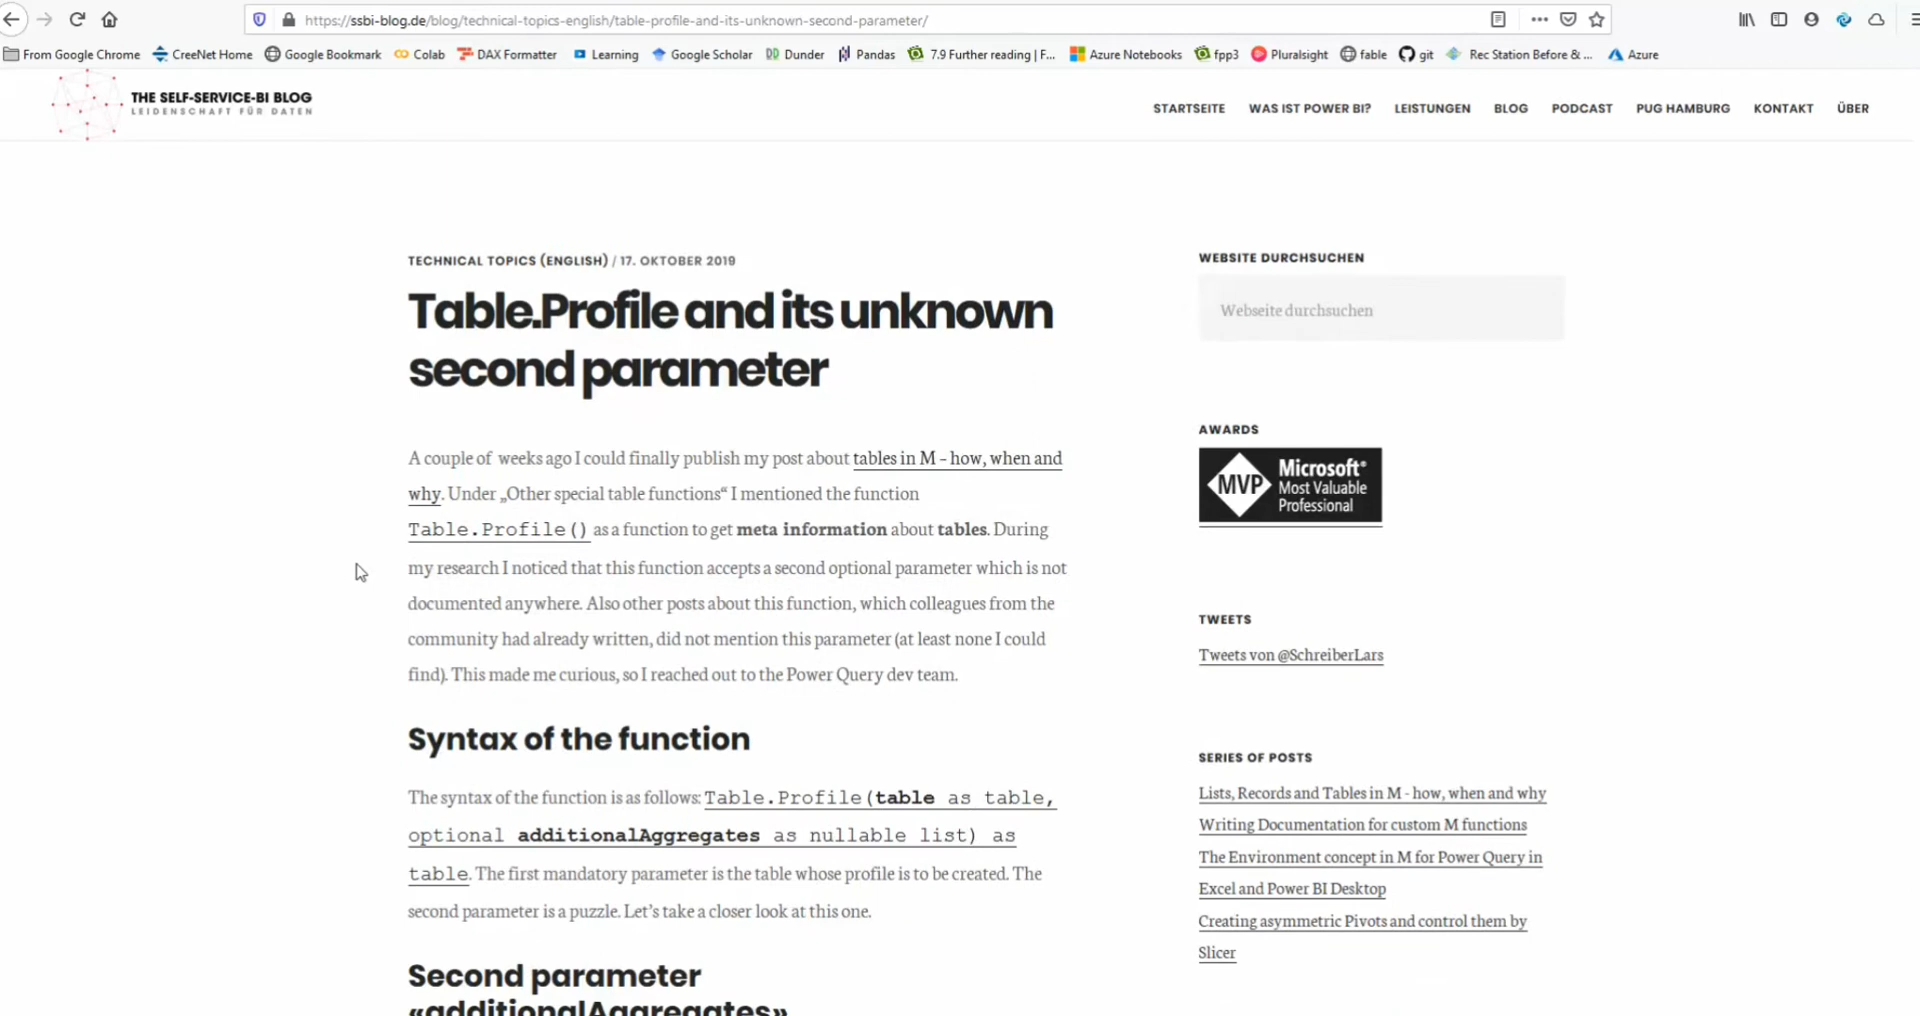 https://ssbi-blog.de/blog/technical-topics-english/table-profile-and-its-unknown-second-parameter/
From Google Chrome CreeNet Home Google Bookmark Colab DAX Formatter Learning Google Scholar Dunder Pandas 7.9 Further reading | F... Azure Notebooks fpp3 Pluralsight fable git Rec Station Before & ... Azure
THE SELF-SERVICE-BI BLOG
LEIDENSCHAFT FÜR DATEN
STARTSEITE WAS IST POWER BI? LEISTUNGEN BLOG PODCAST PUG HAMBURG KONTAKT ÜBER
TECHNICAL TOPICS (ENGLISH) / 17. OKTOBER 2019
Table.Profile and its unknown
second parameter
A couple of weeks ago I could finally publish my post about tables in M – how, when and
why. Under „Other special table functions“ I mentioned the function
Table.Profile() as a function to get meta information about tables. During
my research I noticed that this function accepts a second optional parameter which is not
documented anywhere. Also other posts about this function, which colleagues from the
community had already written, did not mention this parameter (at least none I could
find). This made me curious, so I reached out to the Power Query dev team.
Syntax of the function
The syntax of the function is as follows: Table.Profile(table as table,
optional additionalAggregates as nullable list) as
table. The first mandatory parameter is the table whose profile is to be created. The
second parameter is a puzzle. Let’s take a closer look at this one.
Second parameter
«additionalAggregates»
WEBSITE DURCHSUCHEN
Webseite durchsuchen
AWARDS
MVP
Microsoft®
Most Valuable
Professional
TWEETS
Tweets von @SchreiberLars
SERIES OF POSTS
Lists, Records and Tables in M - how, when and why
Writing Documentation for custom M functions
The Environment concept in M for Power Query in
Excel and Power BI Desktop
Creating asymmetric Pivots and control them by
Slicer